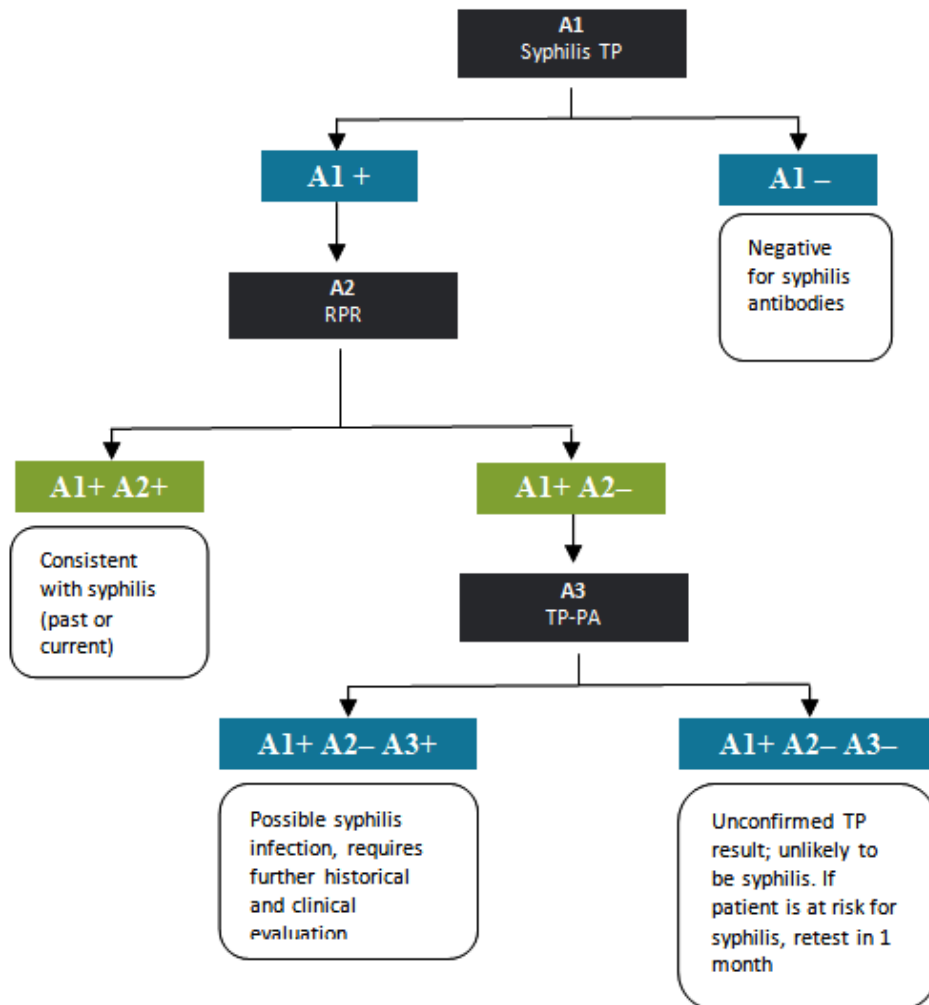 A1
Syphilis TP
A1 +
A1 –
Negative
for syphilis
antibodies
A2
RPR
A1+ A2+
A1+ A2–
Consistent
with syphilis
(past or
current)
A3
TP-PA
A1+ A2– A3+
A1+ A2– A3–
Possible syphilis
infection, requires
further historical
and clinical
evaluation
Unconfirmed TP
result; unlikely to
be syphilis. If
patient is at risk for
syphilis, retest in 1
month